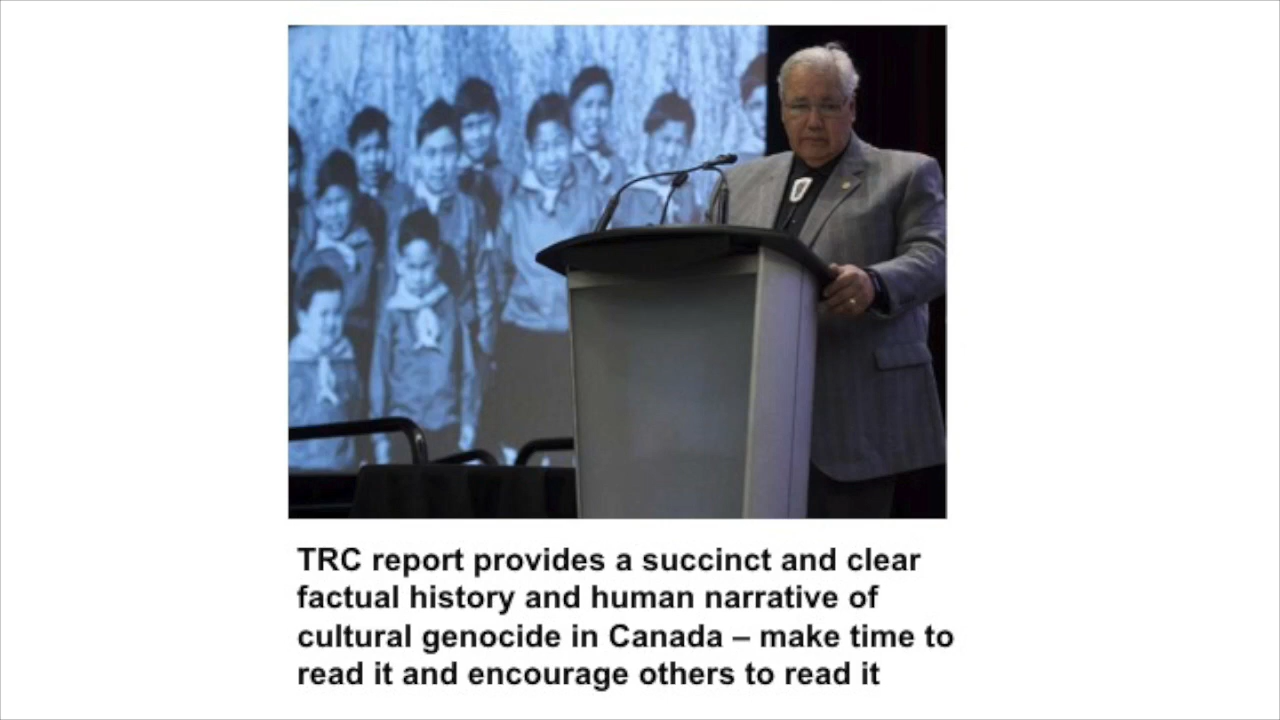 TRC report provides a succinct and clear
factual history and human narrative of
cultural genocide in Canada – make time to
read it and encourage others to read it